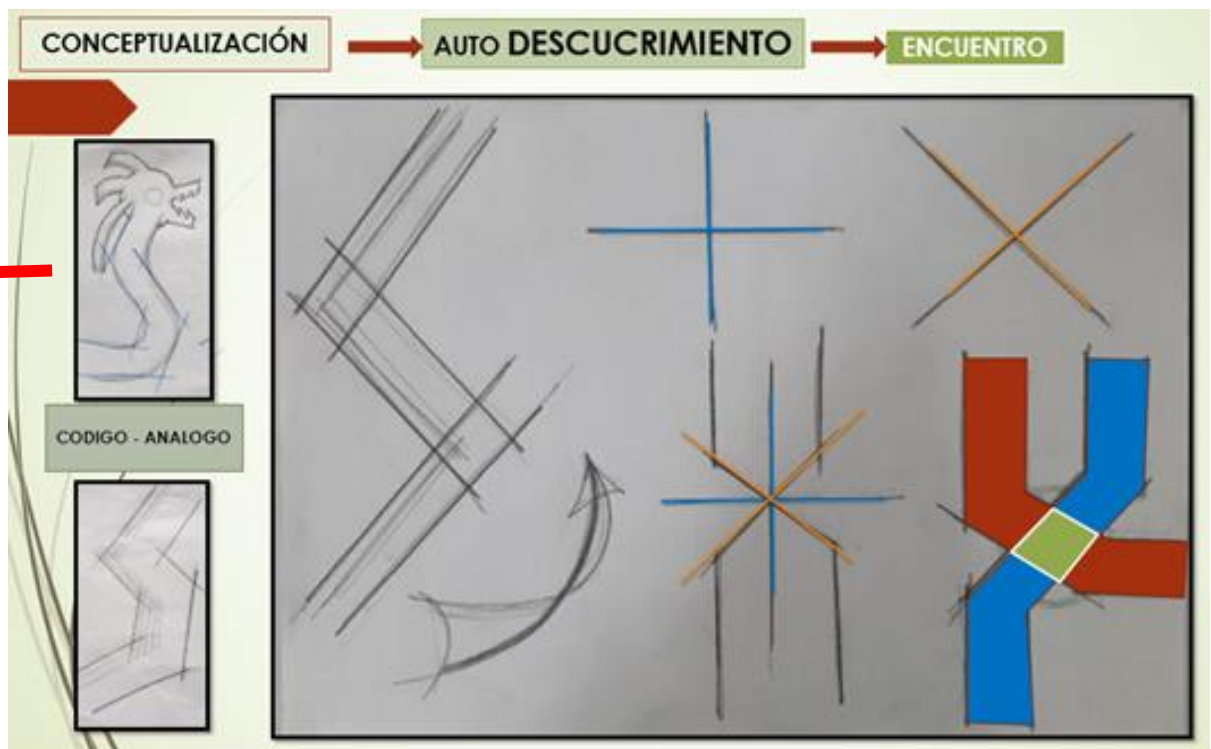 CONCEPTUALIZACIÓN
AUTO DESCUCRIMIENTO
ENCUENTRO
CODIGO - ANALOGO